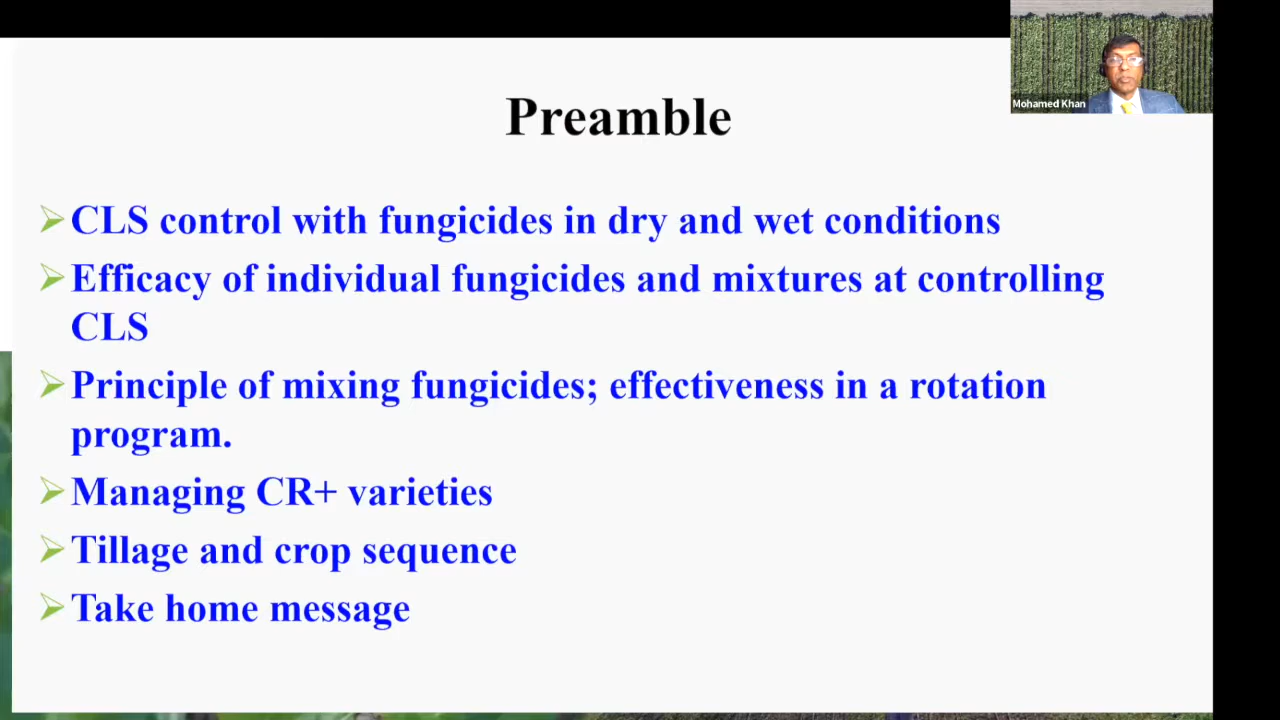 Preamble
Mohamed Khan
CLS control with fungicides in dry and wet conditions
Efficacy of individual fungicides and mixtures at controlling
CLS
Principle of mixing fungicides; effectiveness in a rotation
program.
Managing CR+ varieties
Tillage and crop sequence
Take home message